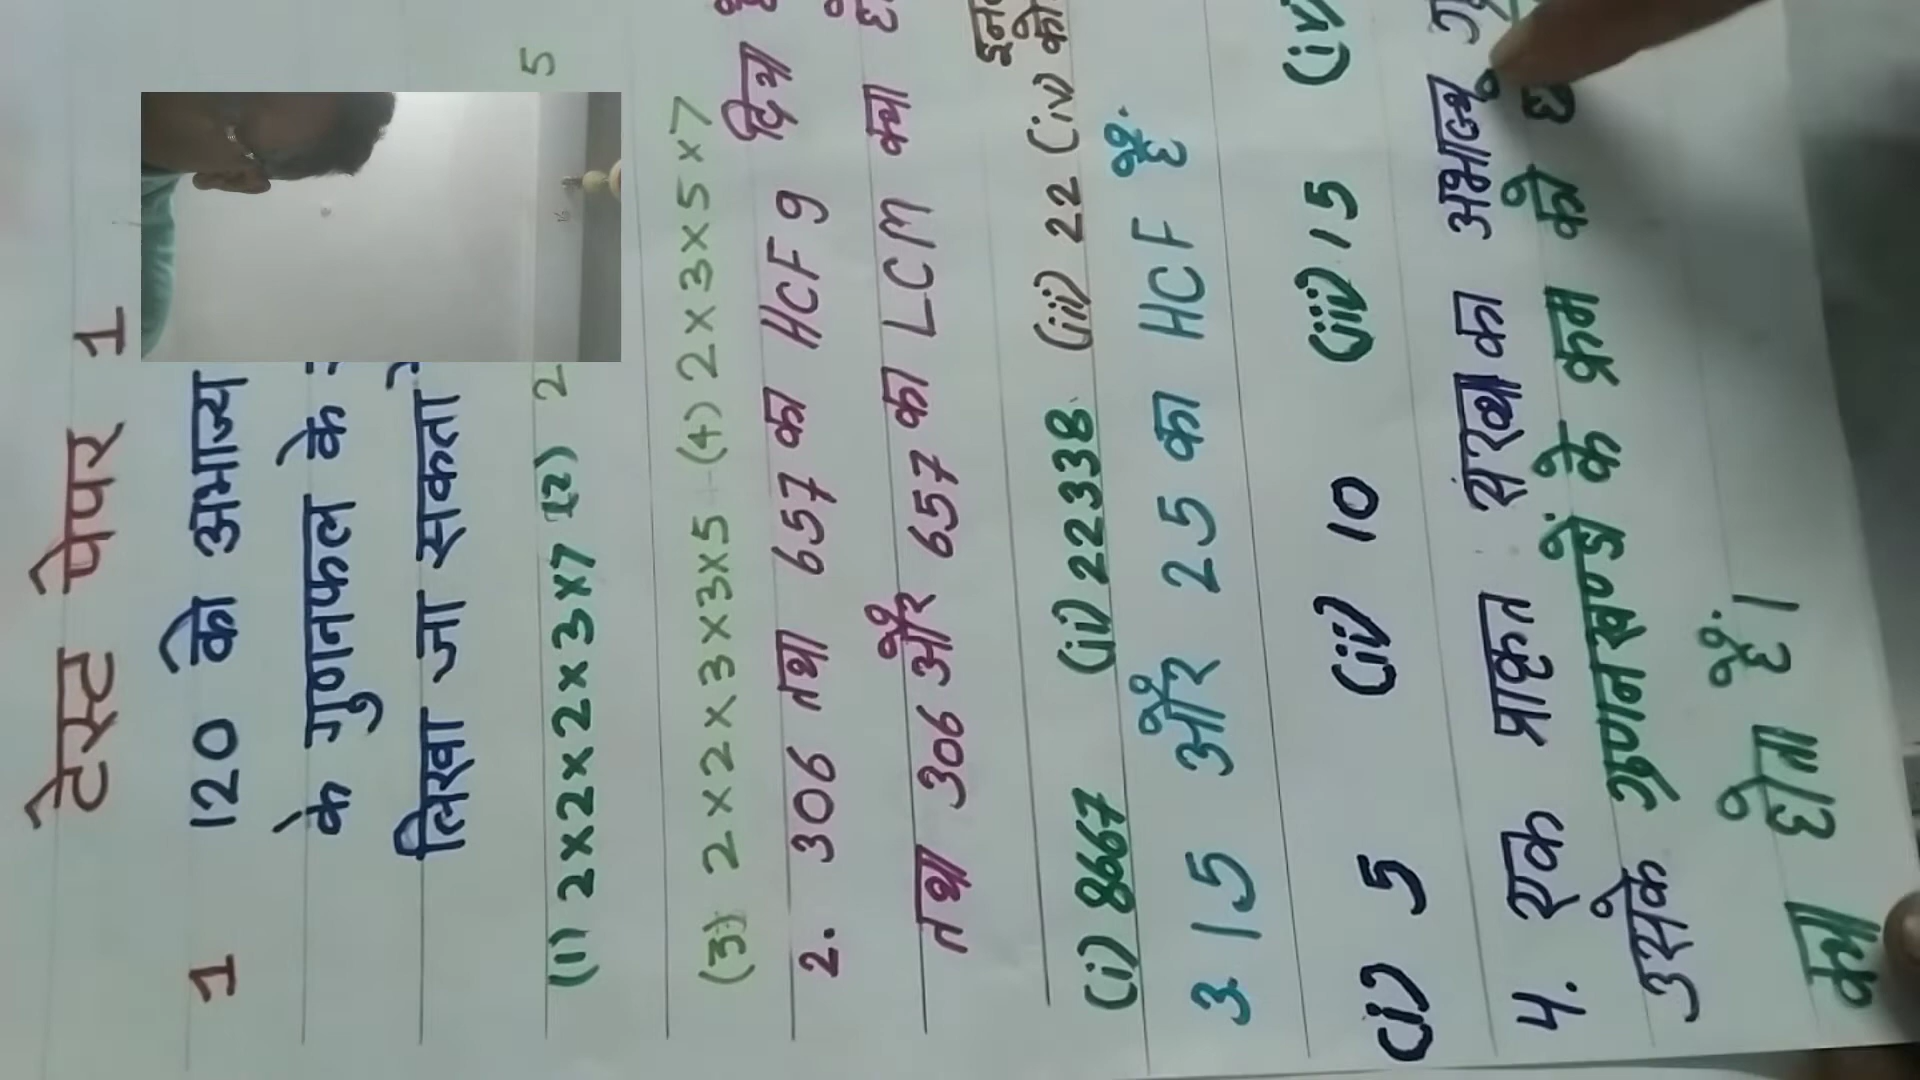 टेस्ट पेपर 1
1 120 को अभाज्य
के गुणनफल के
लिखा जा सकता
(1) 2×2×2×3×7 (2) 2 5
(3) 2×2×3×3×5 (4) 2×3×5×7
2. 306 तथा 657 का HCF 9 दिया
तथा 306 और 657 का LCM क्या
(i) 8667 (ii) 22338 (iii) 22 (iv) इनमें को
3 15 और 25 का HCF है.
(i) 5 (ii) 10 (iii) 15 (iv)
4. एक प्राकृत संख्या का अभाज्य
उसके गुणनखण्डों के क्रम को
क्या होता है।